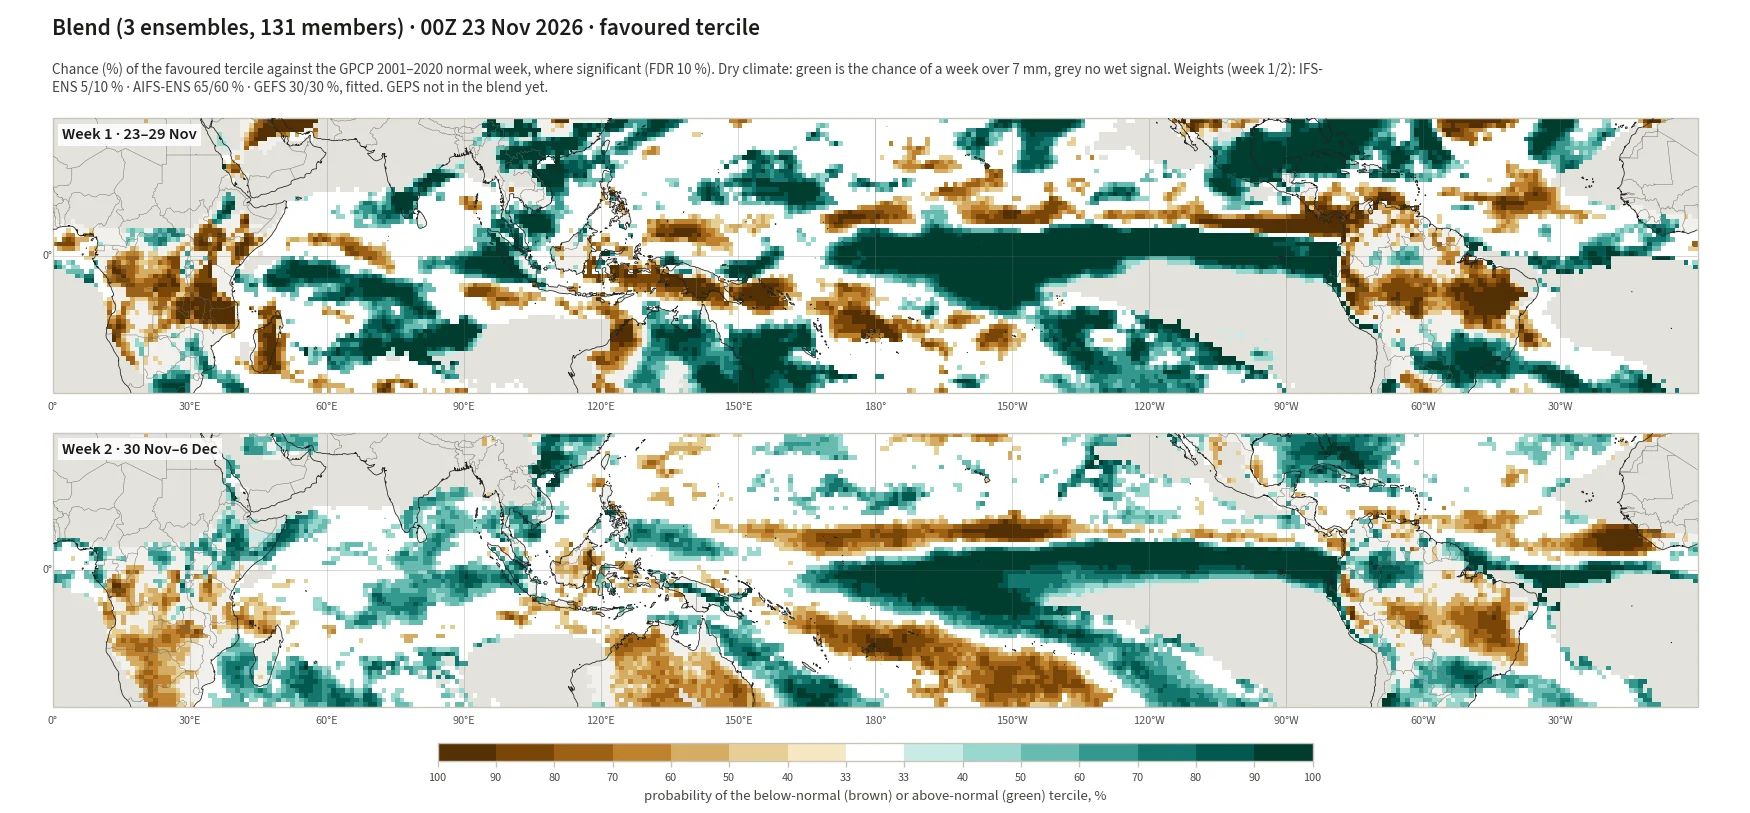 Blend (3 ensembles, 131 members) · 00Z 23 Nov 2026 · favoured tercile
Chance (%) of the favoured tercile against the GPCP 2001–2020 normal week, where significant (FDR 10 %). Dry climate: green is the chance of a week over 7 mm, grey no wet signal. Weights (week 1/2): IFS-
ENS 5/10 % · AIFS-ENS 65/60 % · GEFS 30/30 %, fitted. GEPS not in the blend yet.
Week 1 · 23–29 Nov
0°
0° 30°E 60°E 90°E 120°E 150°E 180° 150°W 120°W 90°W 60°W 30°W
Week 2 · 30 Nov–6 Dec
0°
0° 30°E 60°E 90°E 120°E 150°E 180° 150°W 120°W 90°W 60°W 30°W
100 90 80 70 60 50 40 33 33 40 50 60 70 80 90 100
probability of the below-normal (brown) or above-normal (green) tercile, %